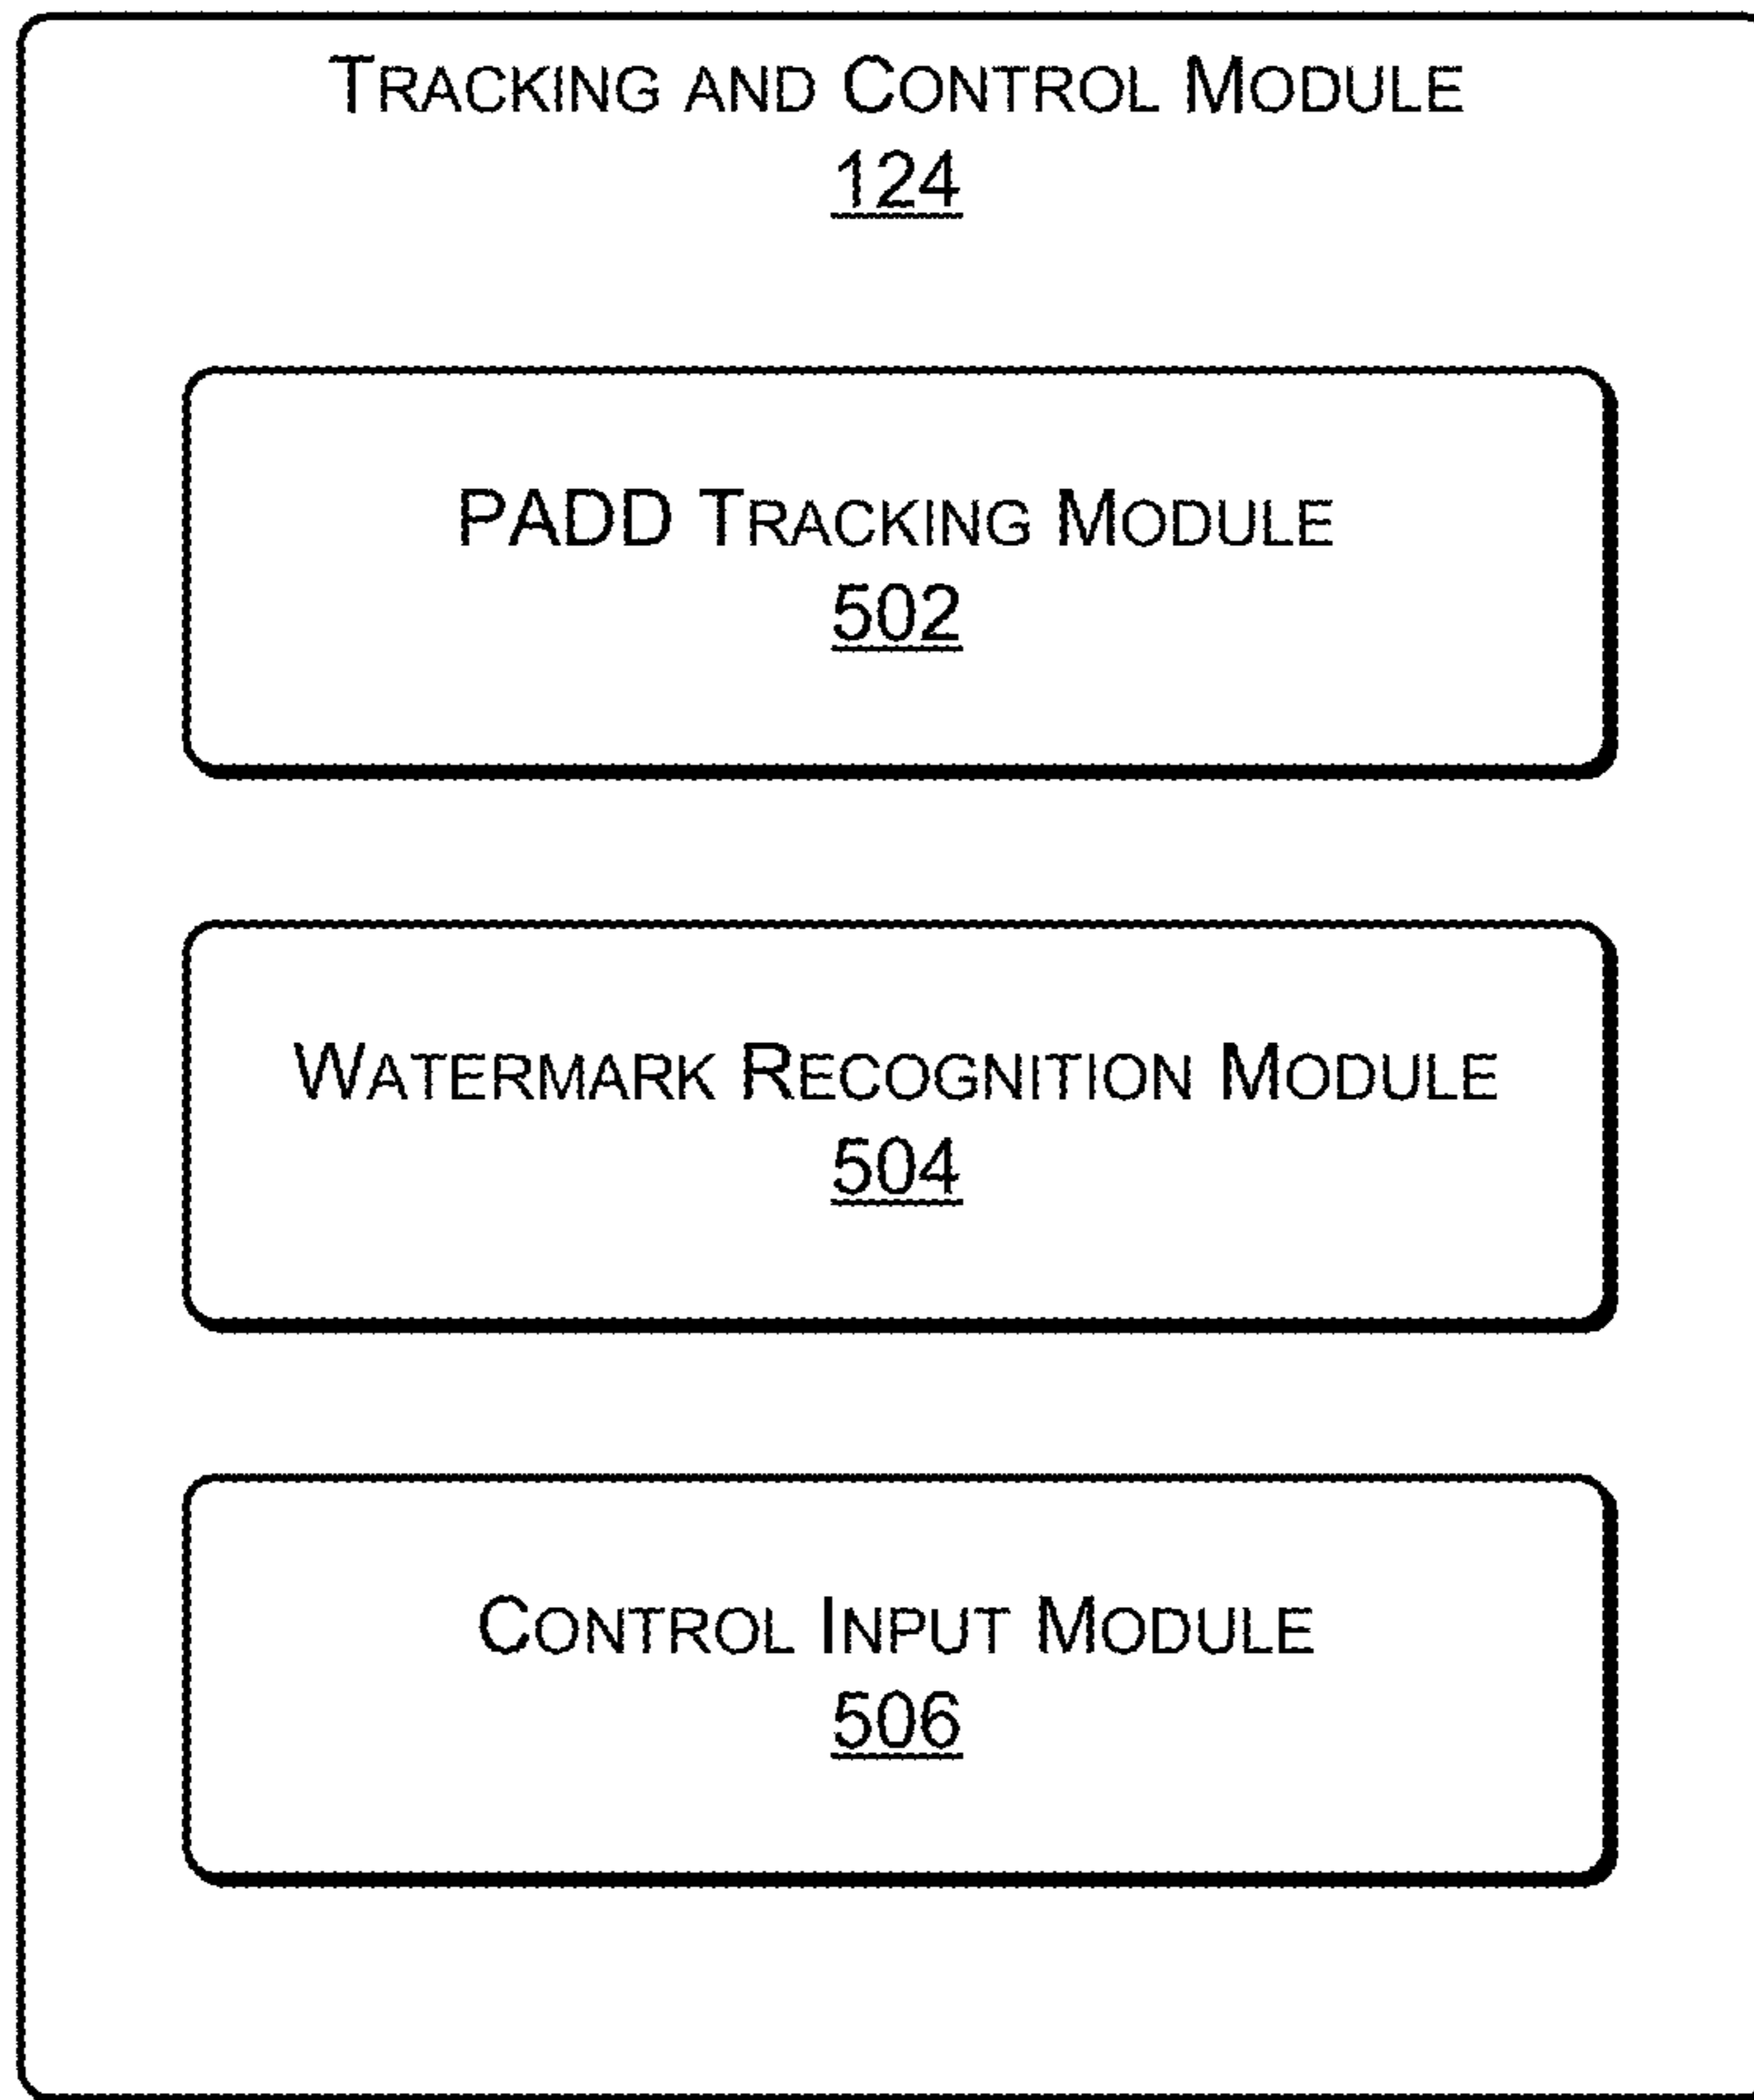 TRACKING AND CONTROL MODULE
124
PADD TRACKING MODULE
502
WATERMARK RECOGNITION MODULE
504
CONTROL INPUT MODULE
506